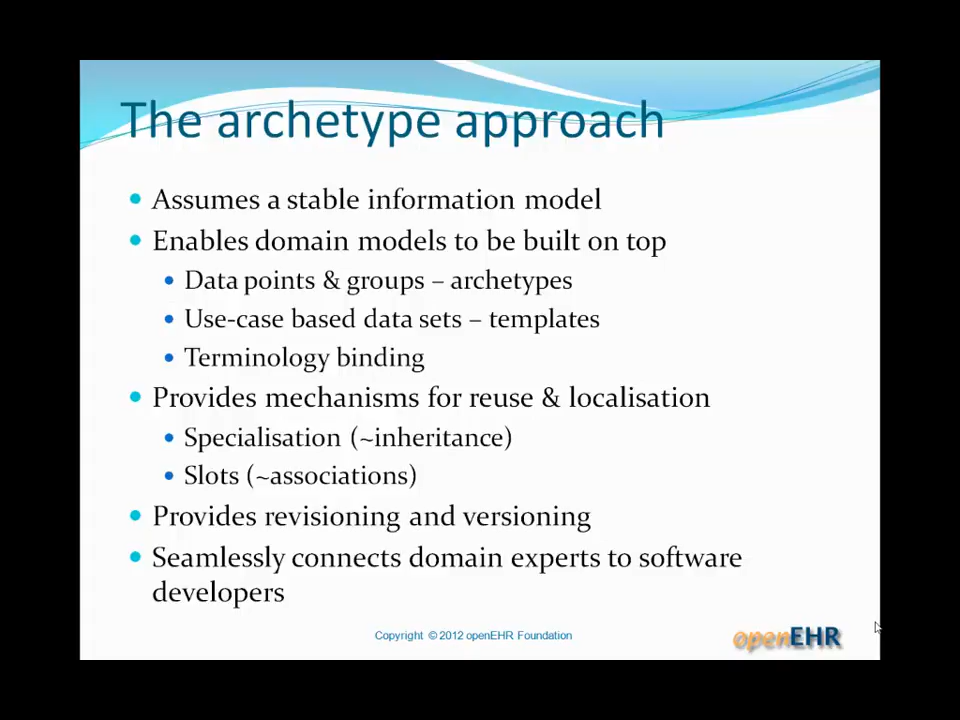 The archetype approach
• Assumes a stable information model
• Enables domain models to be built on top
• Data points & groups – archetypes
• Use-case based data sets – templates
• Terminology binding
• Provides mechanisms for reuse & localisation
• Specialisation (~inheritance)
• Slots (~associations)
• Provides revisioning and versioning
• Seamlessly connects domain experts to software
developers
Copyright © 2012 openEHR Foundation
openEHR